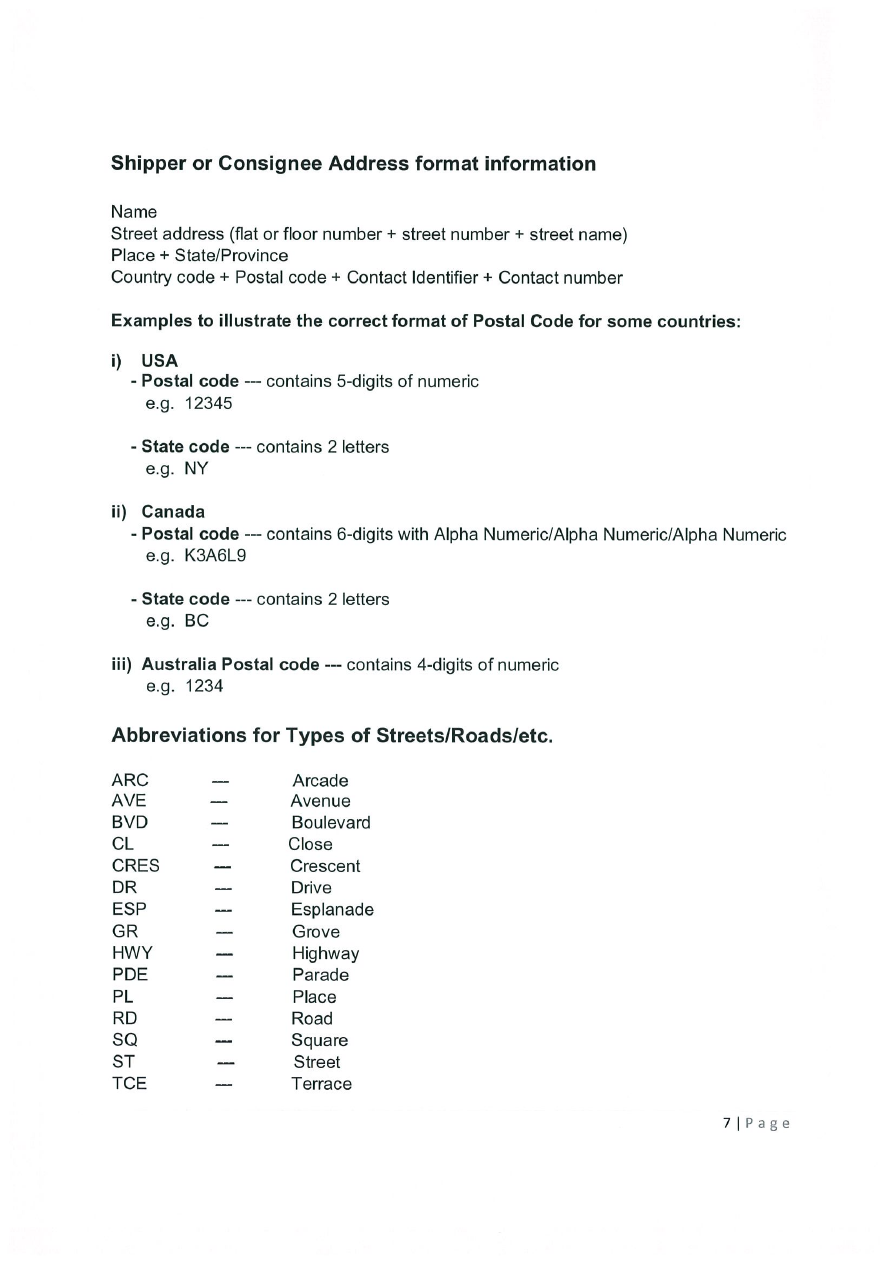 Shipper or Consignee Address format information
Name
Street address (flat or floor number + street number + street name)
Place + State/Province
Country code + Postal code + Contact Identifier + Contact number
Examples to illustrate the correct format of Postal Code for some countries:
i) USA
- Postal code --- contains 5-digits of numeric
e.g. 12345
- State code --- contains 2 letters
e.g. NY
ii) Canada
- Postal code --- contains 6-digits with Alpha Numeric/Alpha Numeric/Alpha Numeric
e.g. K3A6L9
- State code --- contains 2 letters
e.g. BC
iii) Australia Postal code --- contains 4-digits of numeric
e.g. 1234
Abbreviations for Types of Streets/Roads/etc.
ARC --- Arcade
AVE --- Avenue
BVD --- Boulevard
CL --- Close
CRES --- Crescent
DR --- Drive
ESP --- Esplanade
GR --- Grove
HWY --- Highway
PDE --- Parade
PL --- Place
RD --- Road
SQ --- Square
ST --- Street
TCE --- Terrace
7 | Page